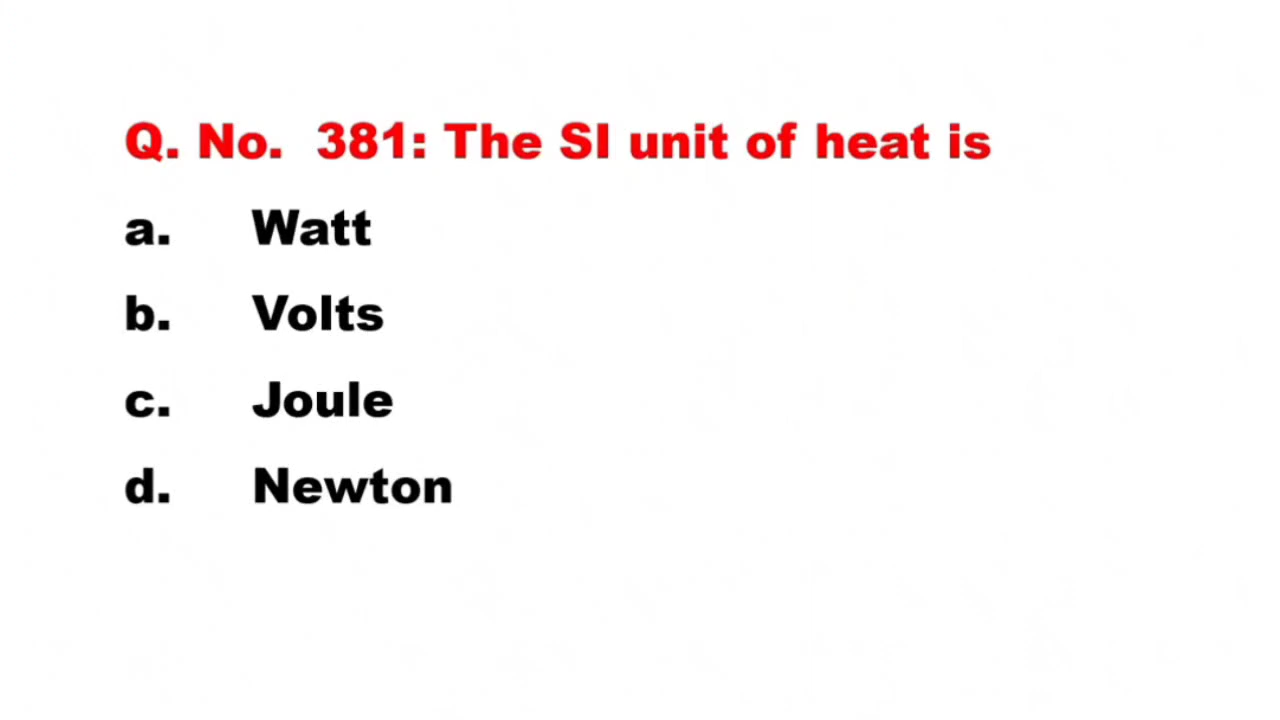 Q. No. 381: The SI unit of heat is
a. Watt
b. Volts
c. Joule
d. Newton